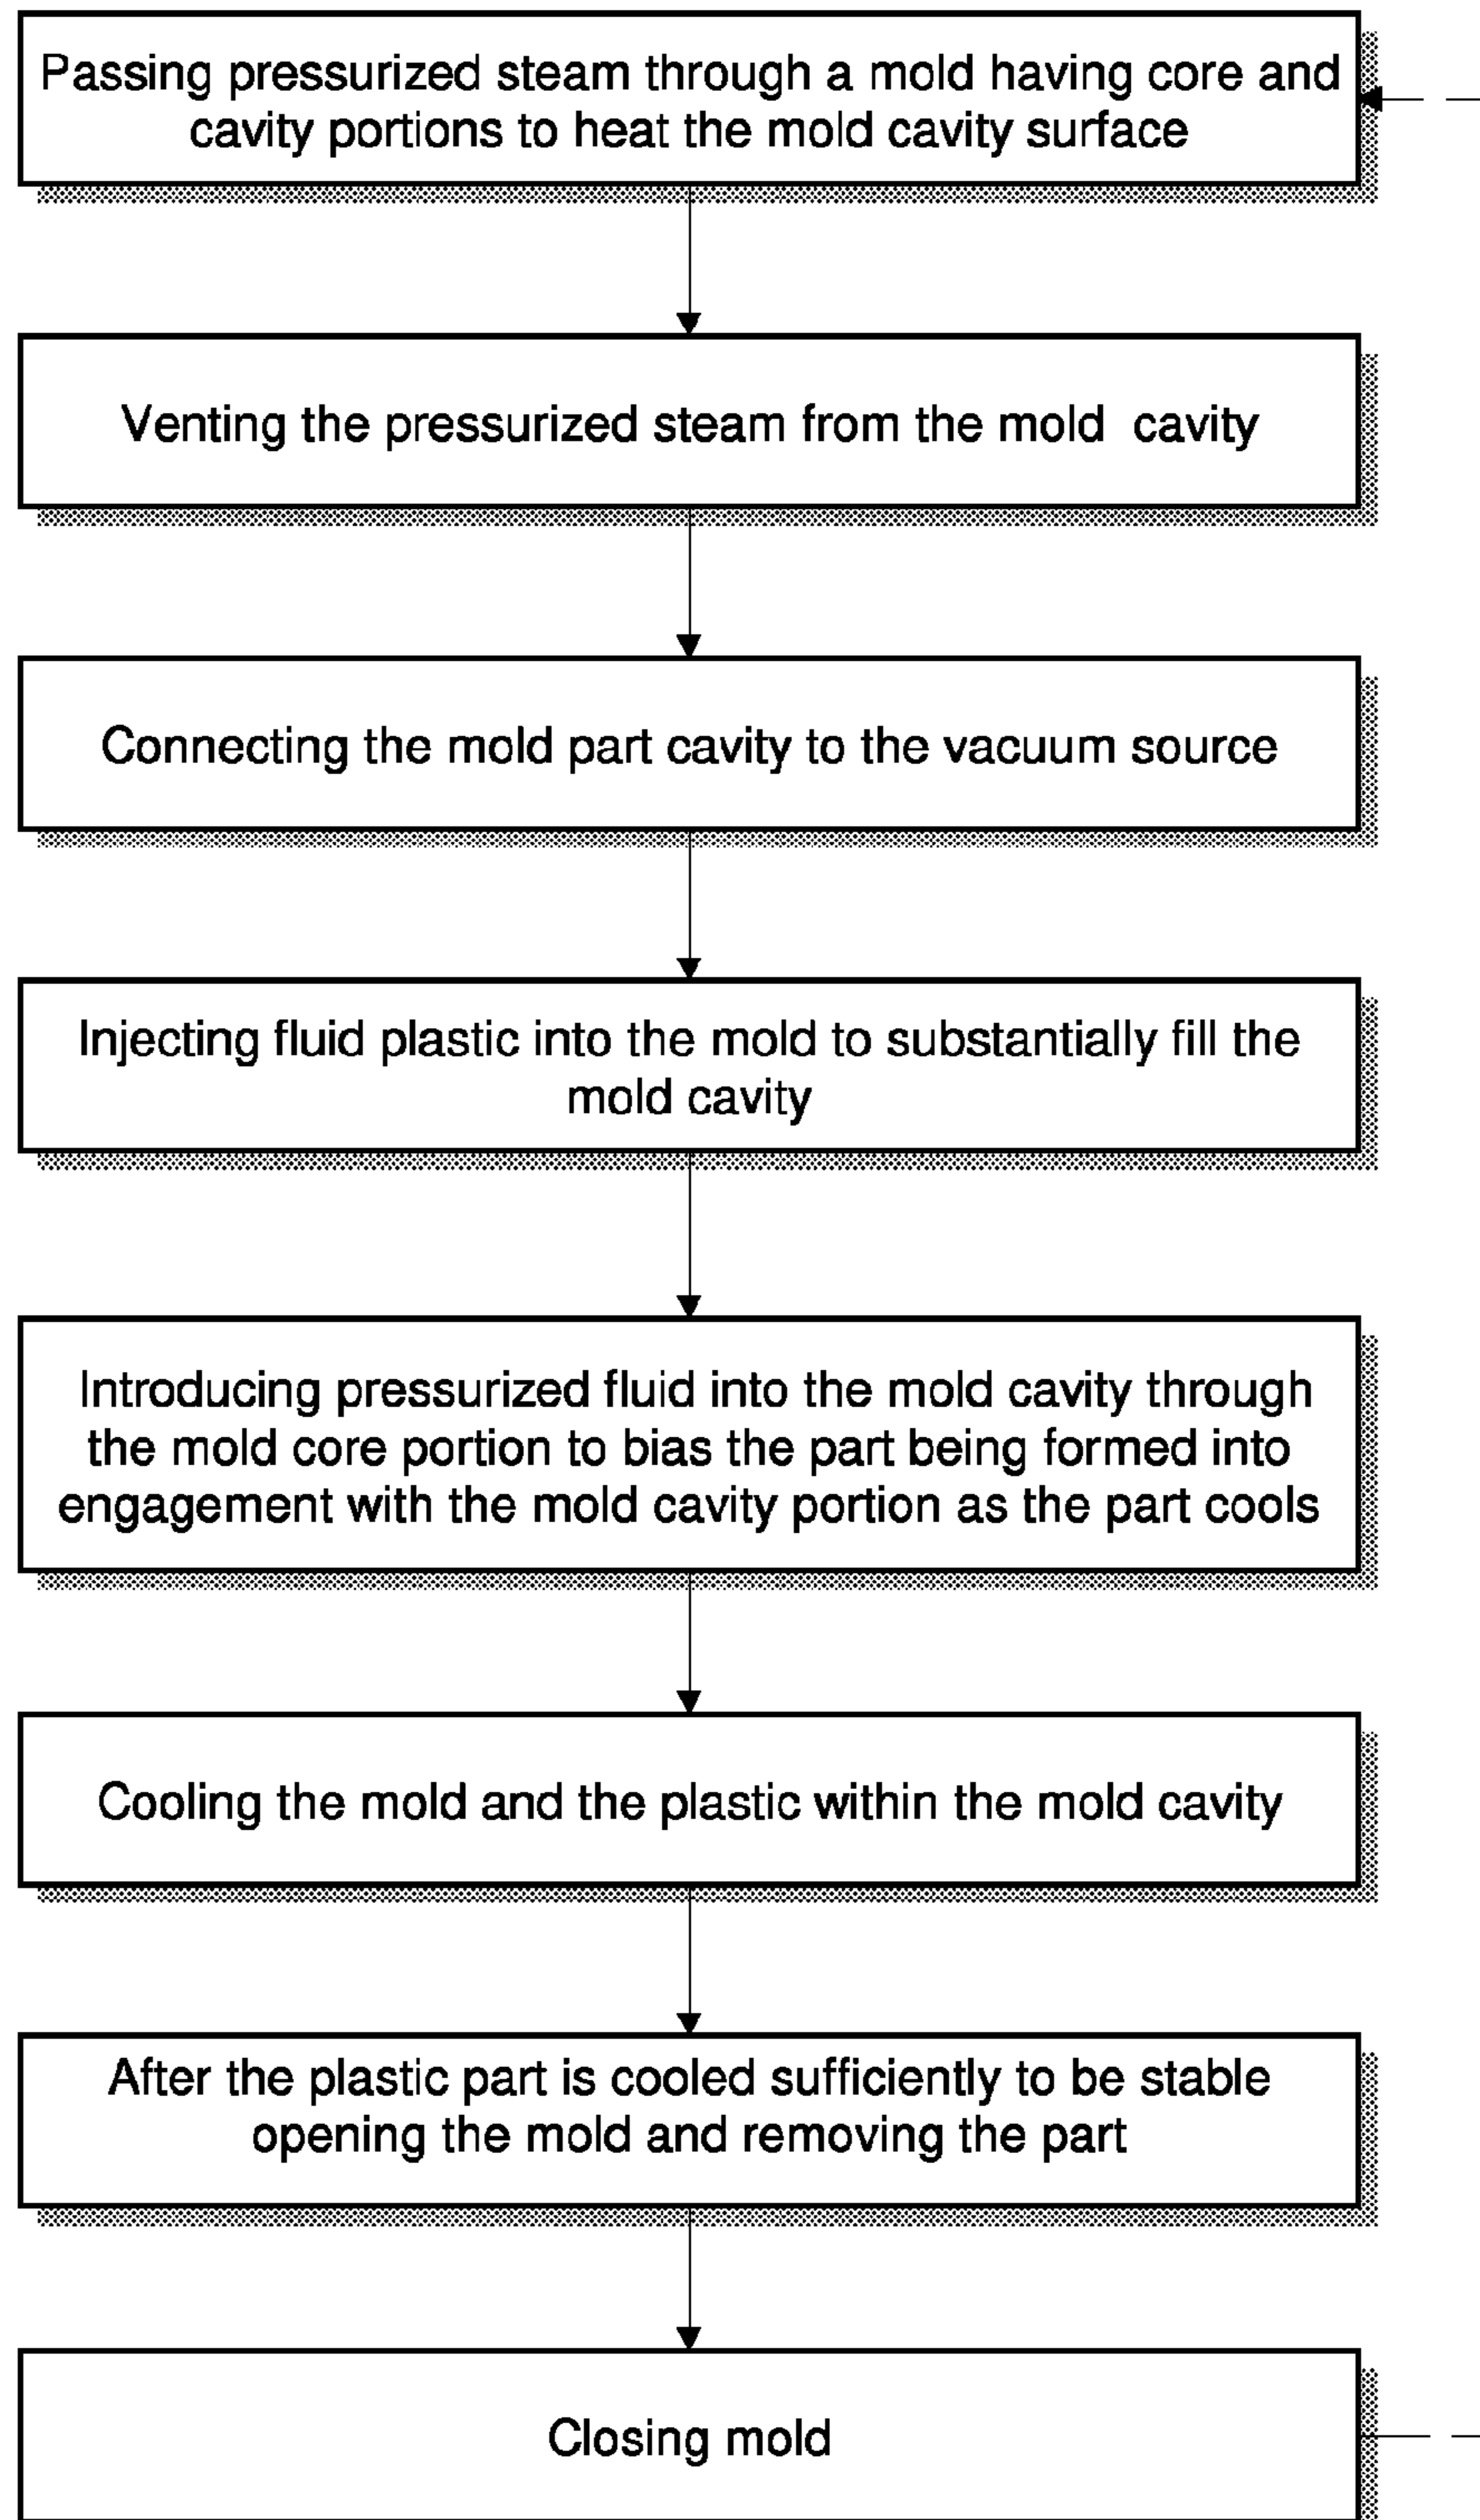 Passing pressurized steam through a mold having core and
cavity portions to heat the mold cavity surface
Venting the pressurized steam from the mold cavity
Connecting the mold part cavity to the vacuum source
Injecting fluid plastic into the mold to substantially fill the
mold cavity
Introducing pressurized fluid into the mold cavity through
the mold core portion to bias the part being formed into
engagement with the mold cavity portion as the part cools
Cooling the mold and the plastic within the mold cavity
After the plastic part is cooled sufficiently to be stable
opening the mold and removing the part
Closing mold